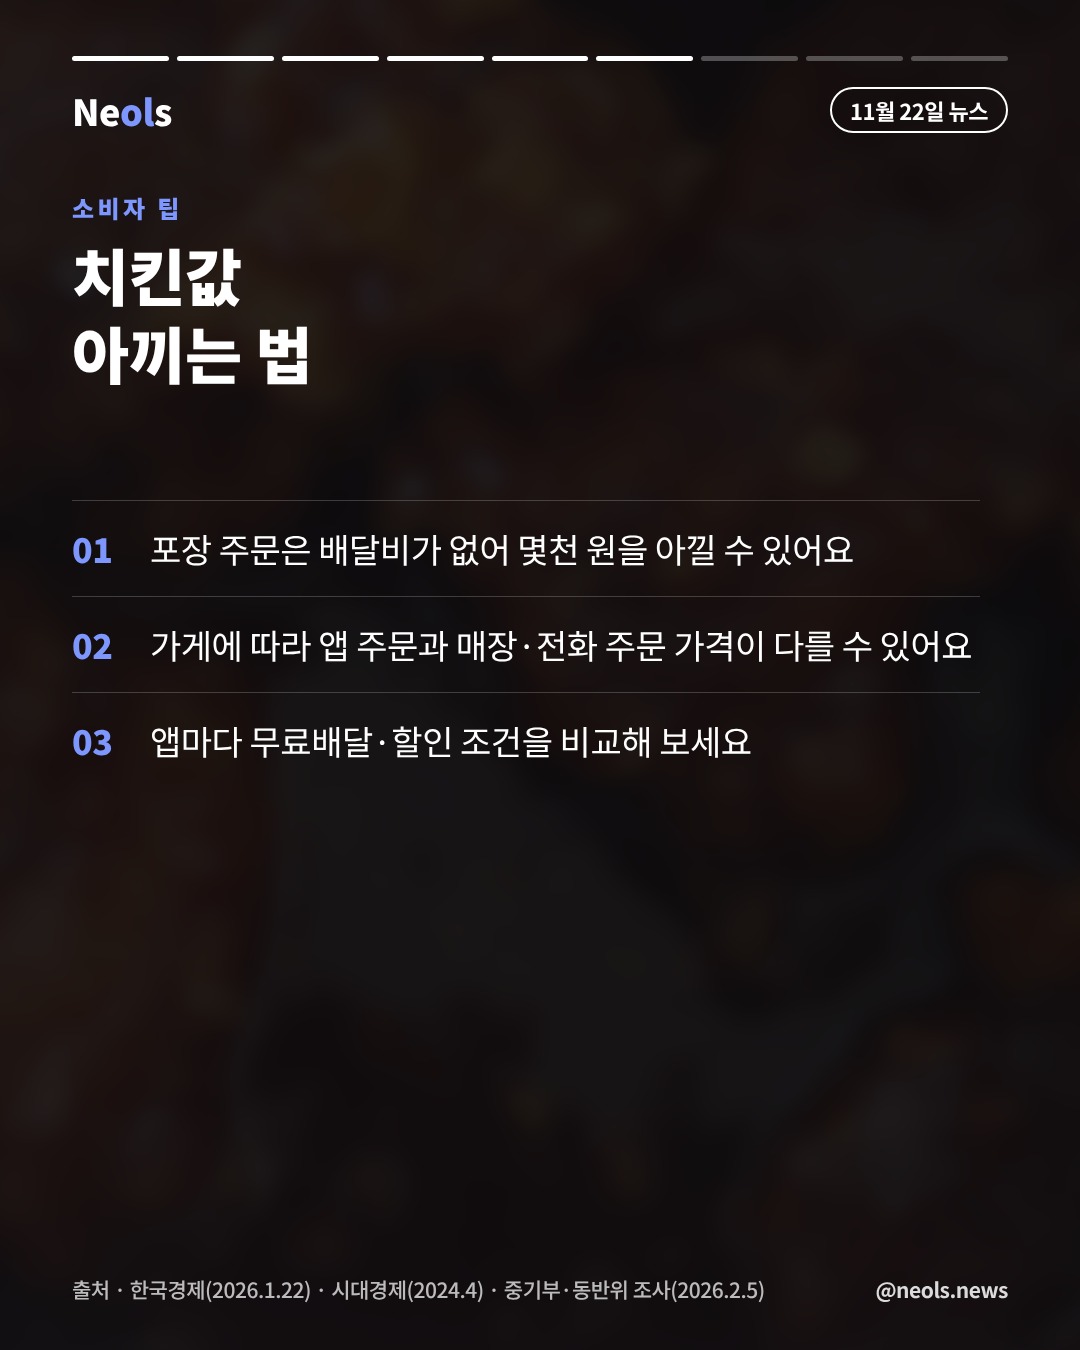 Neols
11월 22일 뉴스
소비자 팁
치킨값
아끼는 법
01 포장 주문은 배달비가 없어 몇천 원을 아낄 수 있어요
02 가게에 따라 앱 주문과 매장·전화 주문 가격이 다를 수 있어요
03 앱마다 무료배달·할인 조건을 비교해 보세요
출처 · 한국경제(2026.1.22) · 시대경제(2024.4) · 중기부·동반위 조사(2026.2.5)
@neols.news